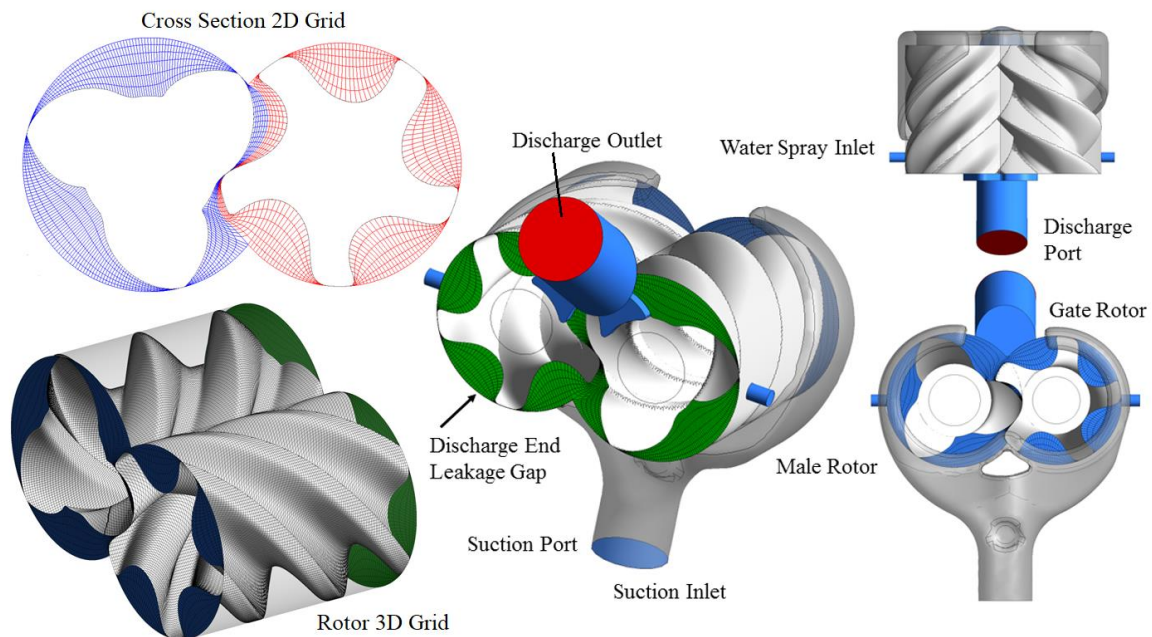 Cross Section 2D Grid
Discharge Outlet
Water Spray Inlet
Discharge
Port
Gate Rotor
Discharge End
Leakage Gap
Male Rotor
Suction Port
Suction Inlet
Rotor 3D Grid